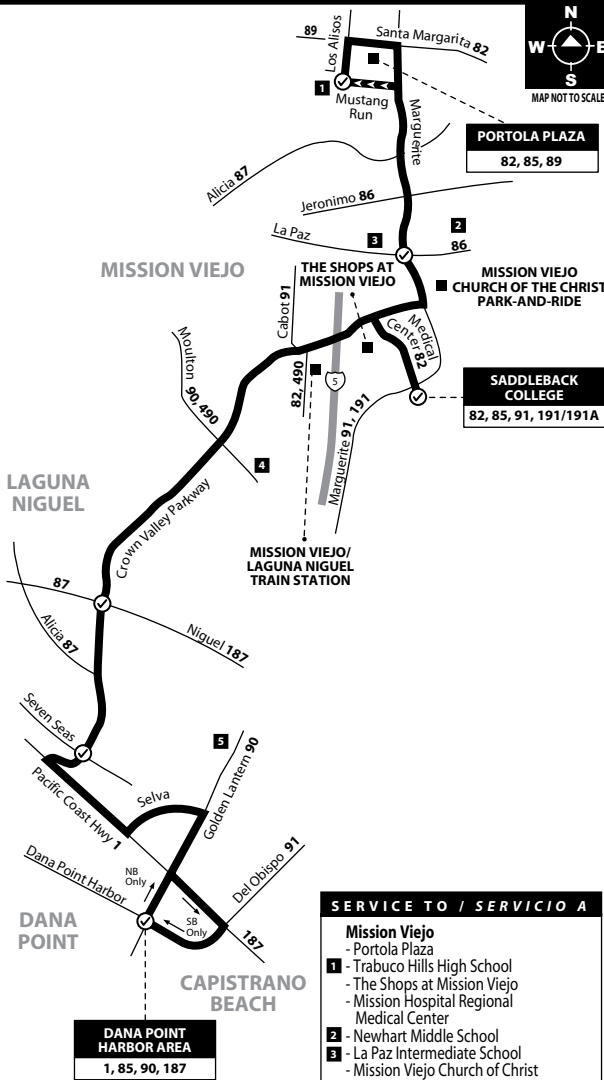 N
W E
S
MAP NOT TO SCALE
89
Los Alisos
Santa Margarita 82
1
Mustang
Run
Marguerite
PORTOLA PLAZA
82, 85, 89
Alicia 87
Jeronimo 86
La Paz
3
2
86
MISSION VIEJO
THE SHOPS AT
MISSION VIEJO
MISSION VIEJO
CHURCH OF THE CHRIST
PARK-AND-RIDE
Cabot 91
82, 490
Medical
Center 82
5
Moulton
90, 490
Marguerite 91, 191
SADDLEBACK
COLLEGE
82, 85, 91, 191/191A
4
LAGUNA
NIGUEL
Crown Valley Parkway
MISSION VIEJO/
LAGUNA NIGUEL
TRAIN STATION
87
Alicia 87
Niguel 187
Seven Seas
5
Golden Lantern 90
Selva
Pacific Coast Hwy 1
Del Obispo 91
Dana Point Harbor
NB
Only
SB
Only
187
DANA
POINT
CAPISTRANO
BEACH
DANA POINT
HARBOR AREA
1, 85, 90, 187
SERVICE TO / SERVICIO A
Mission Viejo
- Portola Plaza
1 - Trabuco Hills High School
- The Shops at Mission Viejo
- Mission Hospital Regional
Medical Center
2 - Newhart Middle School
3 - La Paz Intermediate School
- Mission Viejo Church of Christ